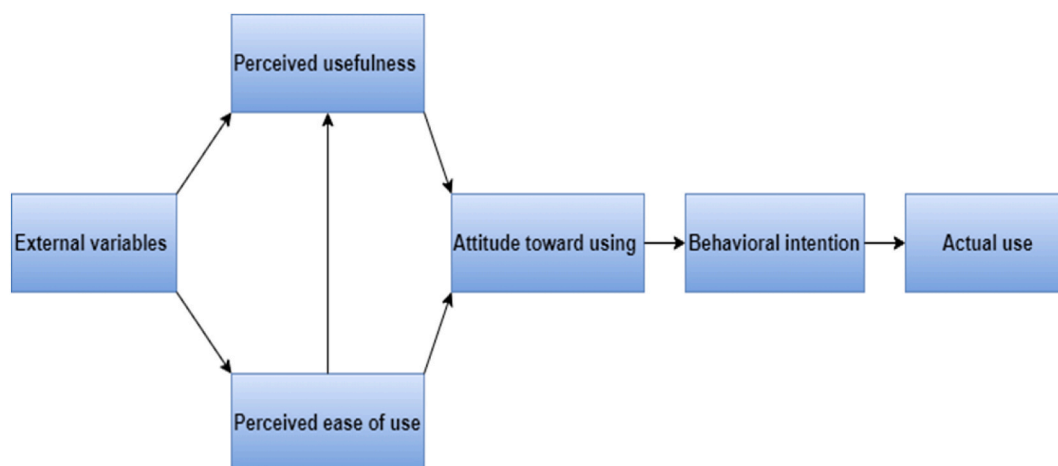 Perceived usefulness
External variables
Attitude toward using
Behavioral intention
Actual use
Perceived ease of use